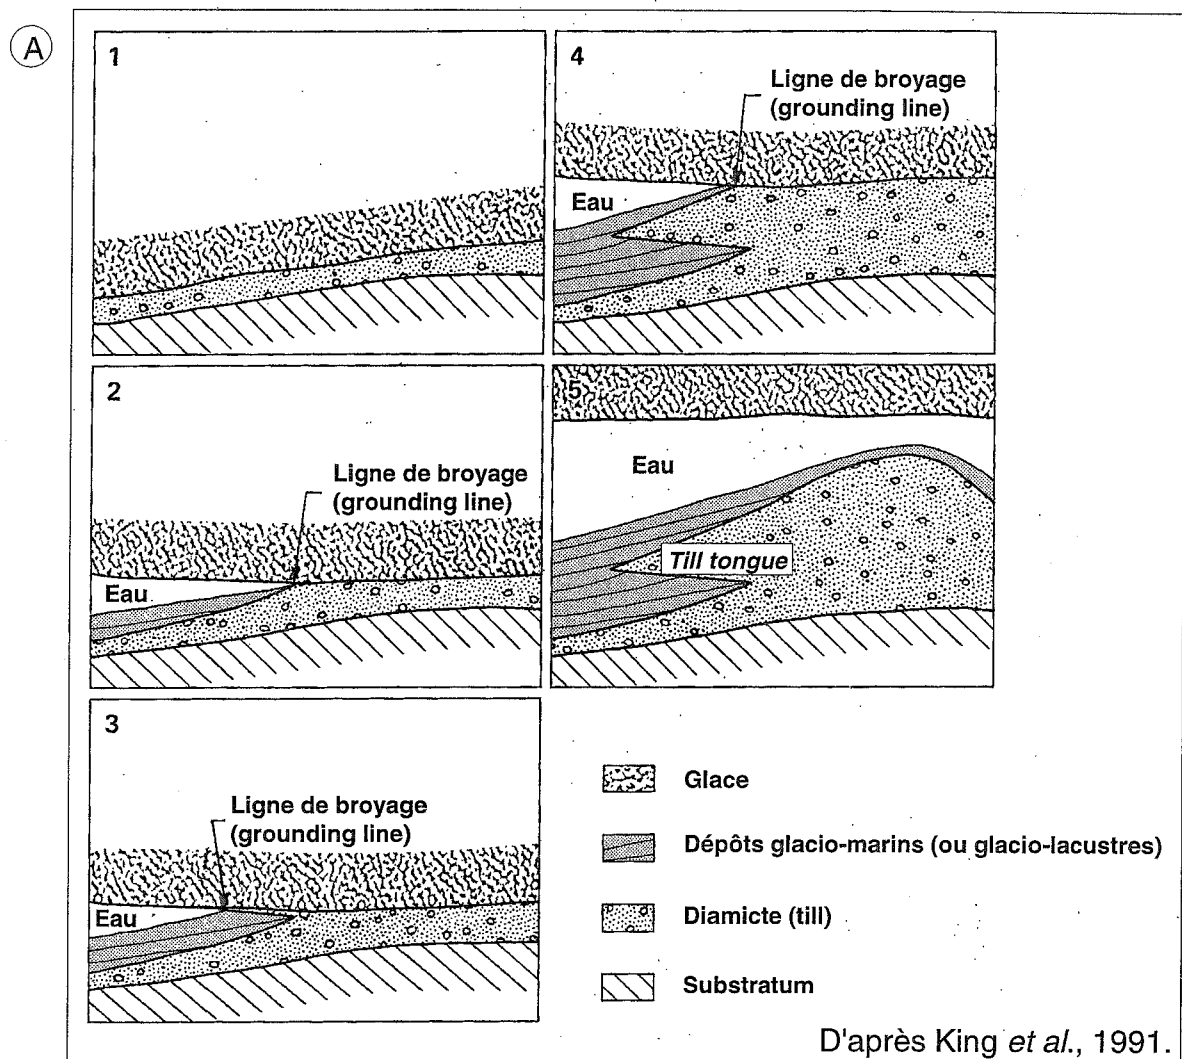 A
1
2
Ligne de broyage
(grounding line)
Eau
3
Ligne de broyage
(grounding line)
Eau
4
Ligne de broyage
(grounding line)
Eau
5
Eau
Till tongue
Glace
Dépôts glacio-marins (ou glacio-lacustres)
Diamicte (till)
Substratum
D'après King et al., 1991.